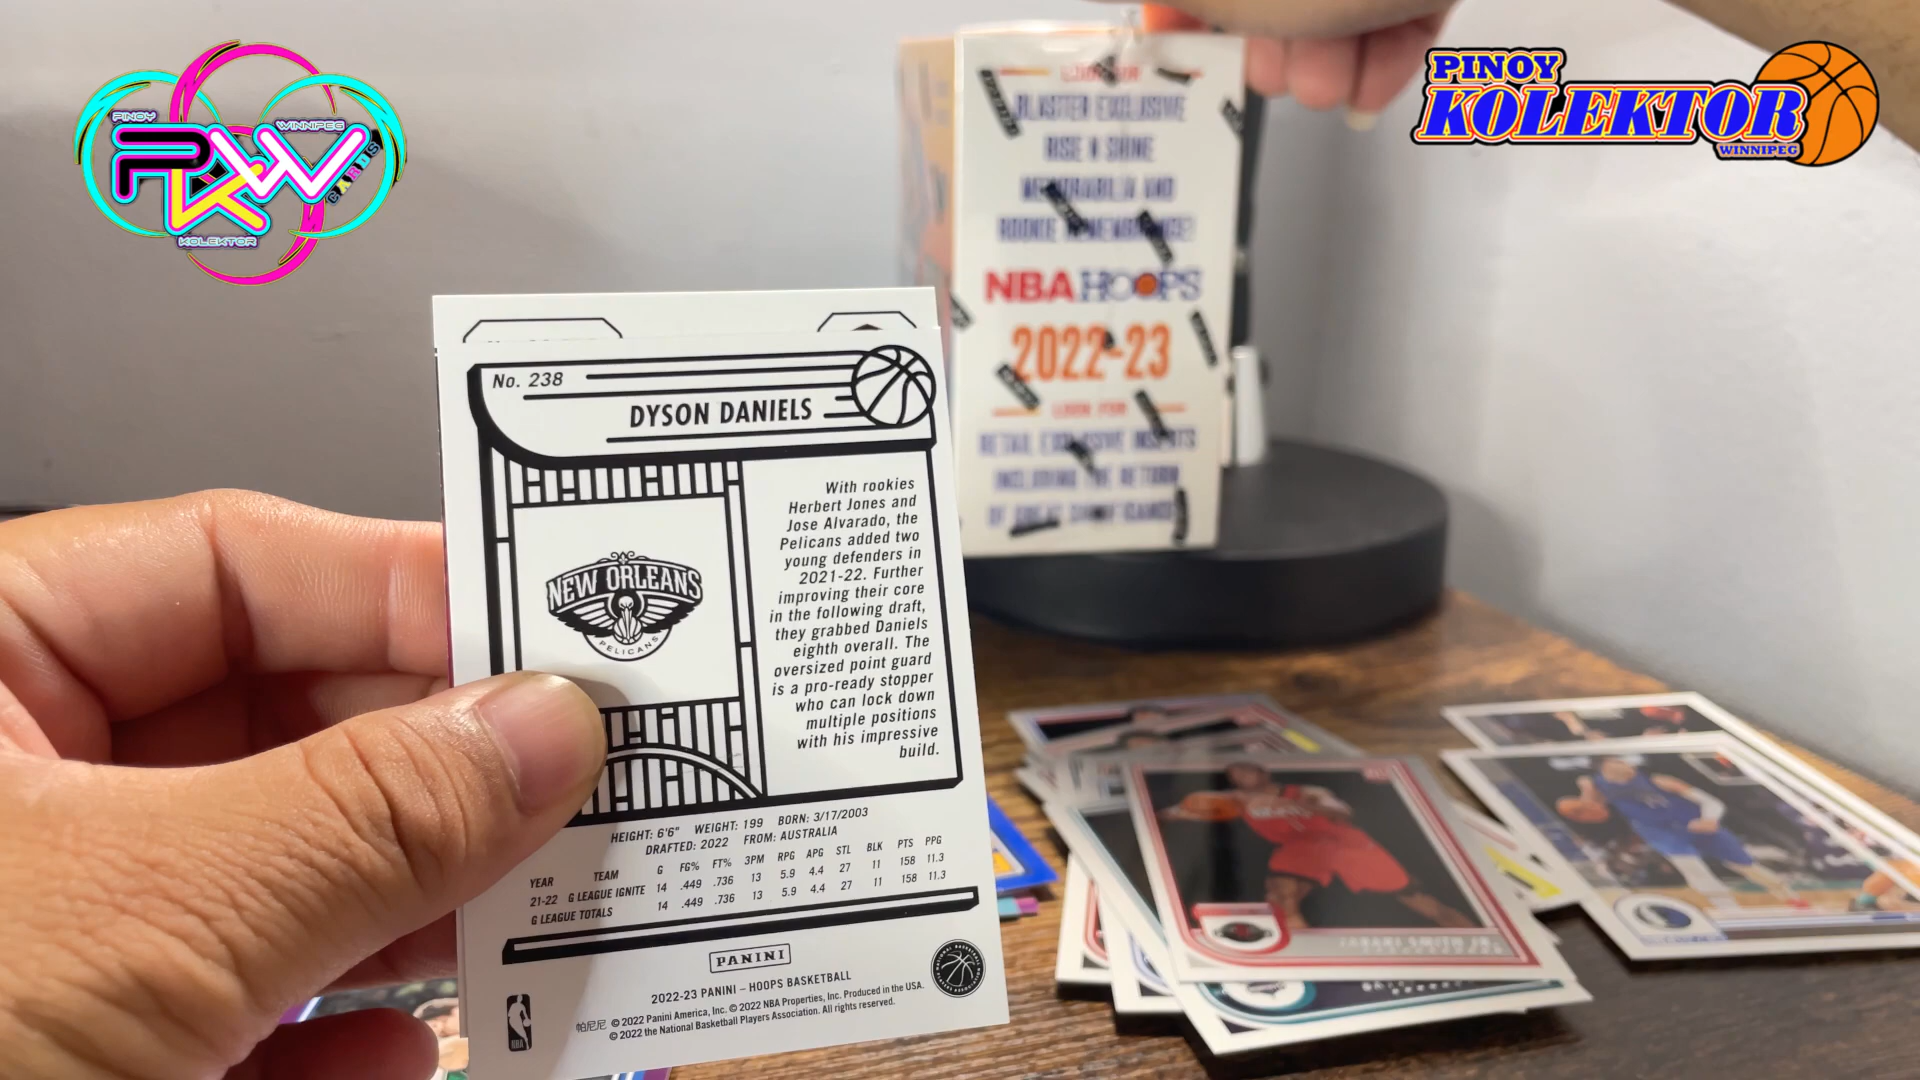 PINOY
WINNIPEG
PKW
CARDS
KOLEKTOR
PINOY
KOLEKTOR
WINNIPEG
LOOK FOR
BLASTER EXCLUSIVE
RISE N SHINE
MEMORABILIA AND
ROOKIE REMEMBRANCE!
NBA HOOPS
2022-23
LOOK FOR
RETAIL EXCLUSIVE INSERTS
INCLUDING THE RETURN
OF GREAT SIGNIFICANCE
No. 238
DYSON DANIELS
With rookies
Herbert Jones and
Jose Alvarado, the
Pelicans added two
young defenders in
2021-22. Further
improving their core
in the following draft,
they grabbed Daniels
eighth overall. The
oversized point guard
is a pro-ready stopper
who can lock down
multiple positions
with his impressive
build.
NEW ORLEANS
PELICANS
HEIGHT: 6'6" WEIGHT: 199 BORN: 3/17/2003
DRAFTED: 2022 FROM: AUSTRALIA
YEAR TEAM G FG% FT% 3PM RPG APG STL BLK PTS PPG
21-22 G LEAGUE IGNITE 14 .449 .736 13 5.9 4.4 27 11 158 11.3
G LEAGUE TOTALS 14 .449 .736 13 5.9 4.4 27 11 158 11.3
PANINI
2022-23 PANINI – HOOPS BASKETBALL
帕尼尼 © 2022 Panini America, Inc. © 2022 NBA Properties, Inc. Produced in the USA.
© 2022 the National Basketball Players Association. All rights reserved.
NBA
JABARI SMITH JR.